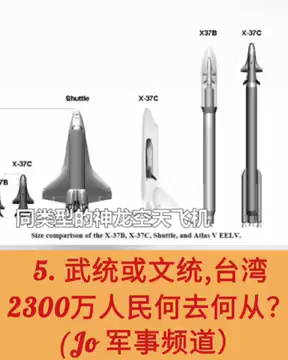 X37B
X-37C
Shuttle
X-37C
X-37C
同类型的神龙空天飞机
Size comparison of the X-37B, X-37C, Shuttle, and Atlas V EELV.
5. 武统或文统,台湾
2300万人民何去何从?
(Jo 军事频道)